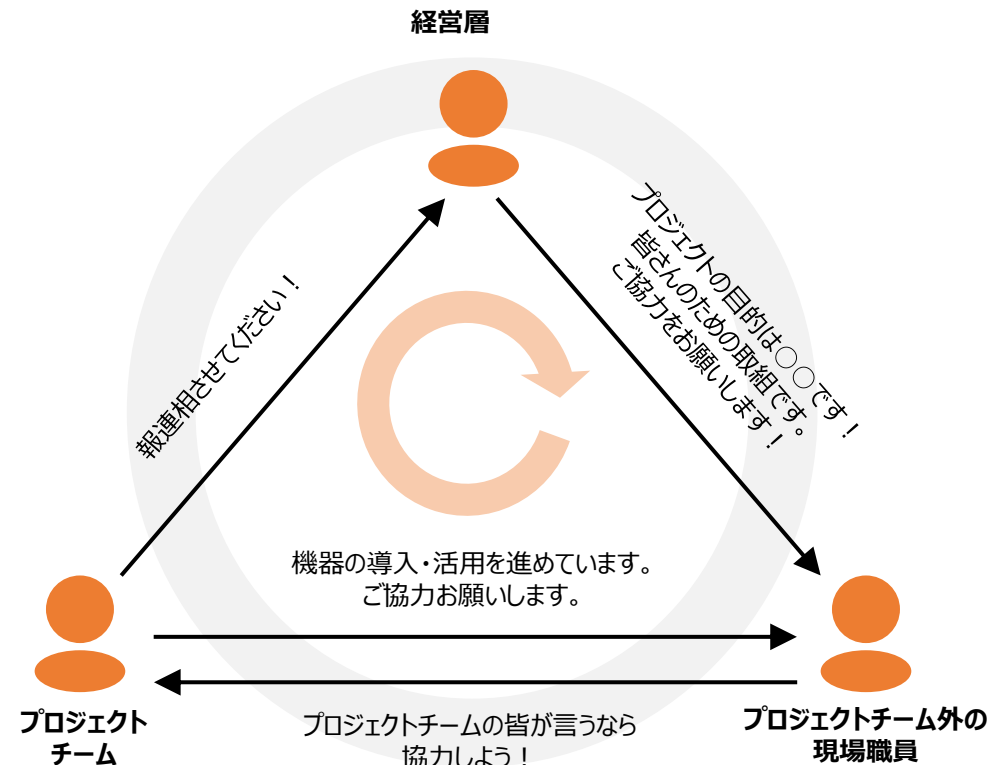 経営層
報連相させてください！
プロジェクトの目的は○○です！
皆さんのための取組です。
ご協力をお願いします！
機器の導入・活用を進めています。
ご協力お願いします。
プロジェクト
チーム
プロジェクトチームの皆が言うなら
協力しよう！
プロジェクトチーム外の
現場職員